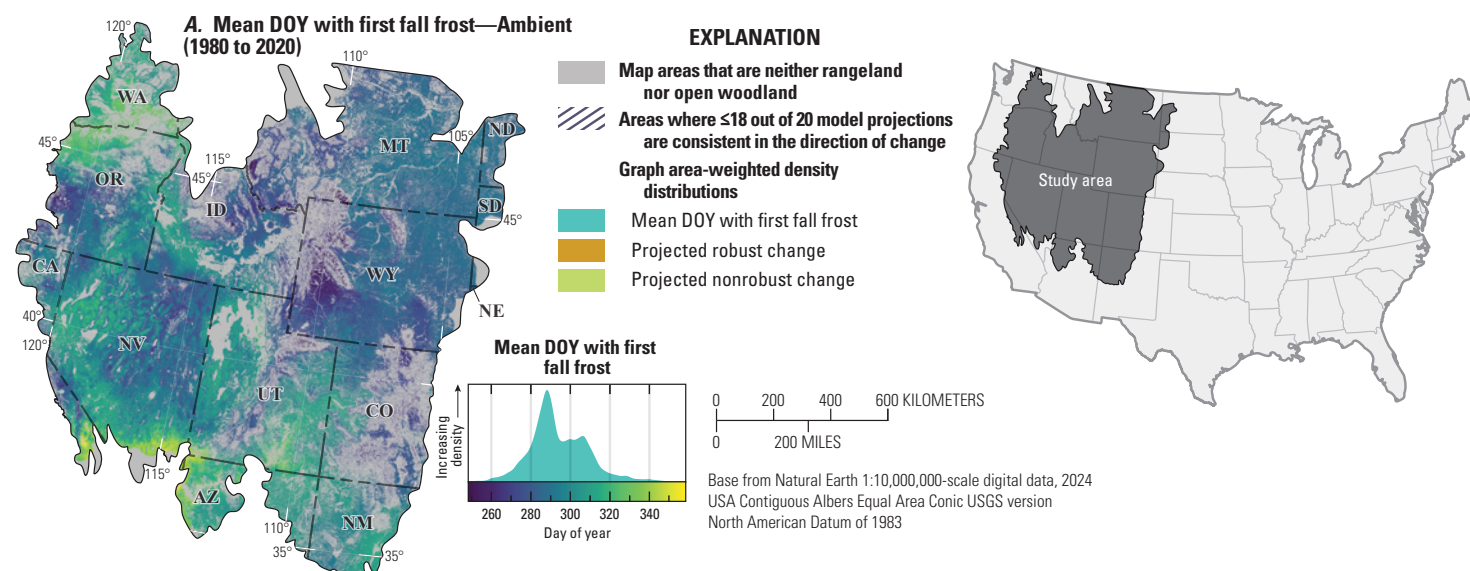 A. Mean DOY with first fall frost—Ambient
(1980 to 2020)
120°
110°
WA
45°
OR
115°
45°
ID
MT
105°
ND
SD
45°
CA
WY
NE
40°
120°
NV
UT
CO
115°
AZ
110°
35°
NM
35°
EXPLANATION
Map areas that are neither rangeland
nor open woodland
Areas where ≤18 out of 20 model projections
are consistent in the direction of change
Graph area-weighted density
distributions
Mean DOY with first fall frost
Projected robust change
Projected nonrobust change
Mean DOY with first
fall frost
Increasing
density
260 280 300 320 340
Day of year
0 200 400 600 KILOMETERS
0 200 MILES
Base from Natural Earth 1:10,000,000-scale digital data, 2024
USA Contiguous Albers Equal Area Conic USGS version
North American Datum of 1983
Study area